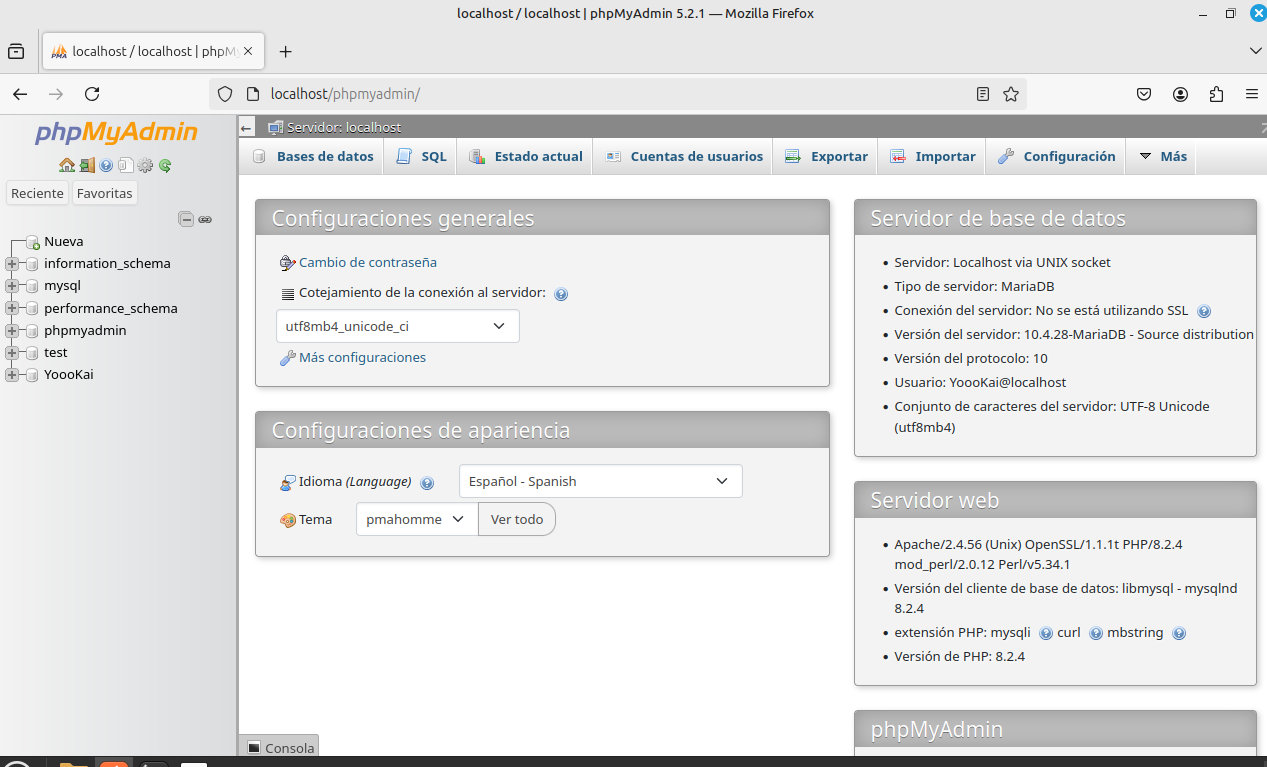 localhost / localhost | phpMyAdmin 5.2.1 — Mozilla Firefox
localhost / localhost | phpMy
localhost/phpmyadmin/
phpMyAdmin
Reciente Favoritas
Nueva
information_schema
mysql
performance_schema
phpmyadmin
test
YoooKai
Servidor: localhost
Bases de datos SQL Estado actual Cuentas de usuarios Exportar Importar Configuración Más
Configuraciones generales
Cambio de contraseña
Cotejamiento de la conexión al servidor:
utf8mb4_unicode_ci
Más configuraciones
Configuraciones de apariencia
Idioma (Language) Español - Spanish
Tema pmahomme Ver todo
Servidor de base de datos
Servidor: Localhost via UNIX socket
Tipo de servidor: MariaDB
Conexión del servidor: No se está utilizando SSL
Versión del servidor: 10.4.28-MariaDB - Source distribution
Versión del protocolo: 10
Usuario: YoooKai@localhost
Conjunto de caracteres del servidor: UTF-8 Unicode
(utf8mb4)
Servidor web
Apache/2.4.56 (Unix) OpenSSL/1.1.1t PHP/8.2.4
mod_perl/2.0.12 Perl/v5.34.1
Versión del cliente de base de datos: libmysql - mysqlnd
8.2.4
extensión PHP: mysqli curl mbstring
Versión de PHP: 8.2.4
phpMyAdmin
Consola